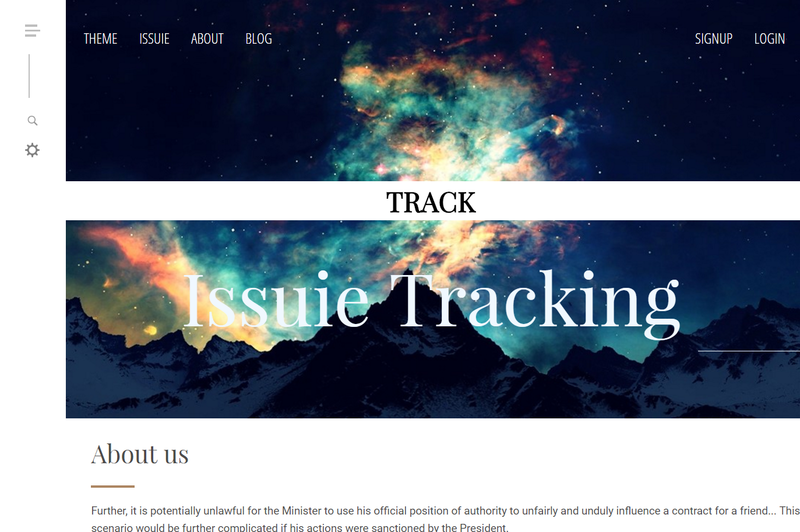 THEME ISSUIE ABOUT BLOG SIGNUP LOGIN
TRACK
Issuie Tracking
About us
Further, it is potentially unlawful for the Minister to use his official position of authority to unfairly and unduly influence a contract for a friend... This
scenario would be further complicated if his actions were sanctioned by the President.